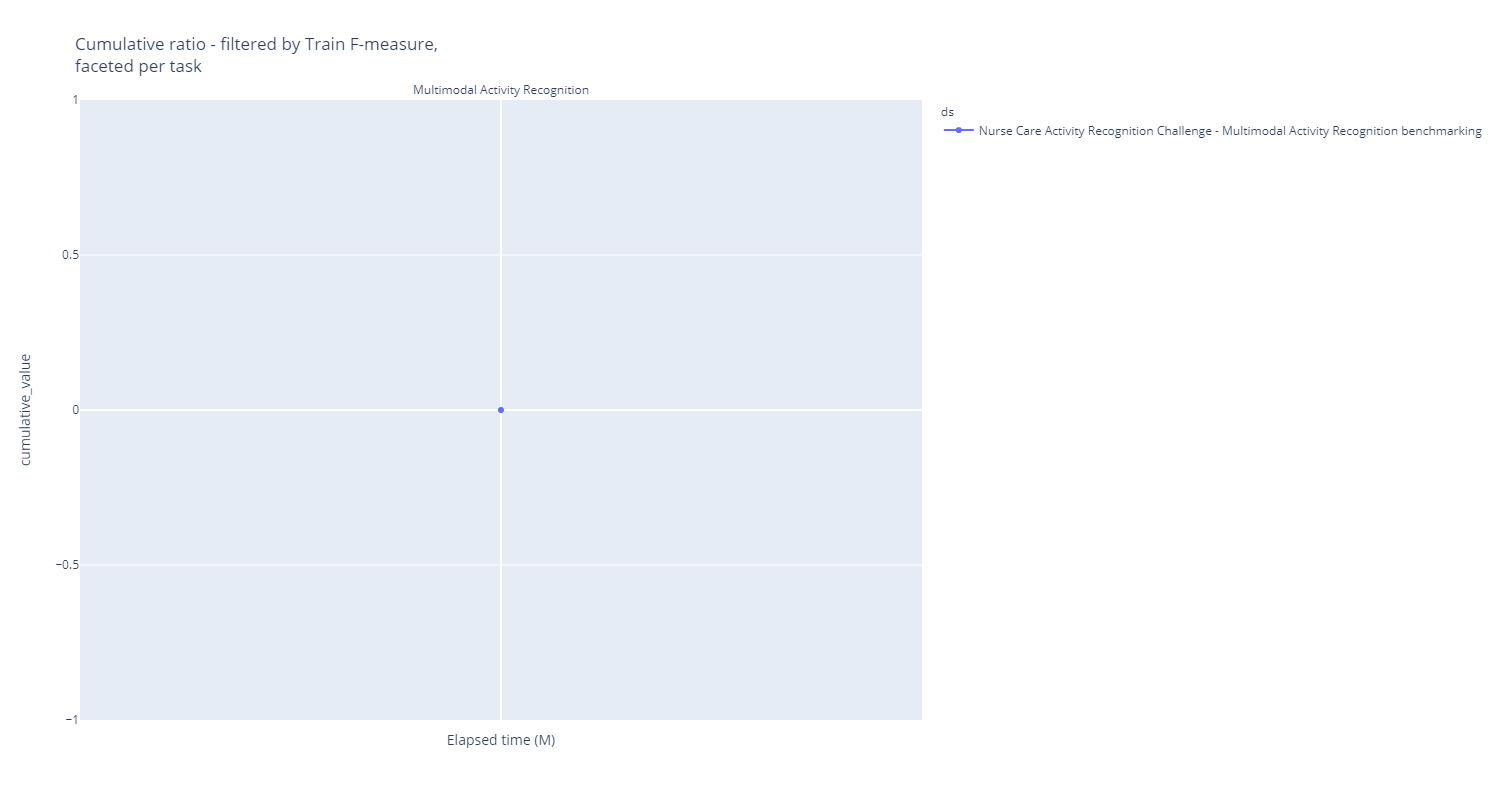 Cumulative ratio - filtered by Train F-measure,
faceted per task
Multimodal Activity Recognition
ds
Nurse Care Activity Recognition Challenge - Multimodal Activity Recognition benchmarking
1
0.5
0
−0.5
−1
cumulative_value
Elapsed time (M)